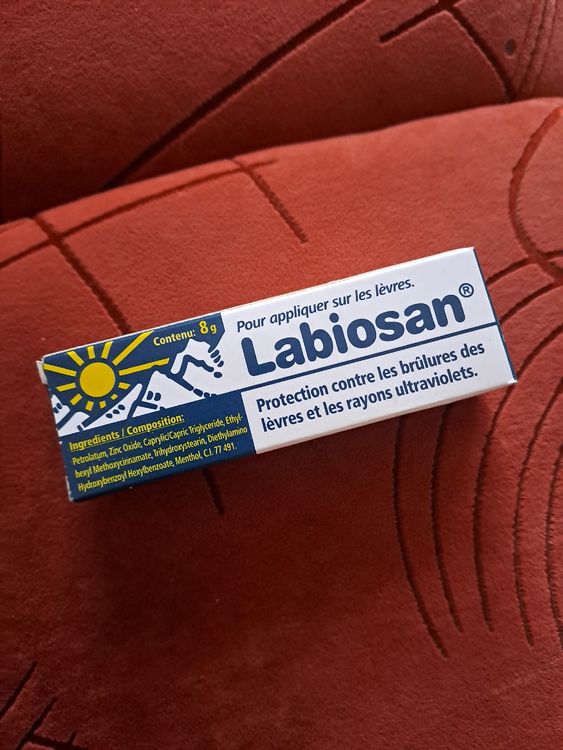 Contenu: 8 g
Pour appliquer sur les lèvres.
Labiosan®
Protection contre les brûlures des
lèvres et les rayons ultraviolets.
Ingredients / Composition:
Petrolatum, Zinc Oxide, Caprylic/Capric Triglyceride, Ethyl-
hexyl Methoxycinnamate, Trihydroxystearin, Diethylamino
Hydroxybenzoyl Hexylbenzoate, Menthol, C.I. 77 491.